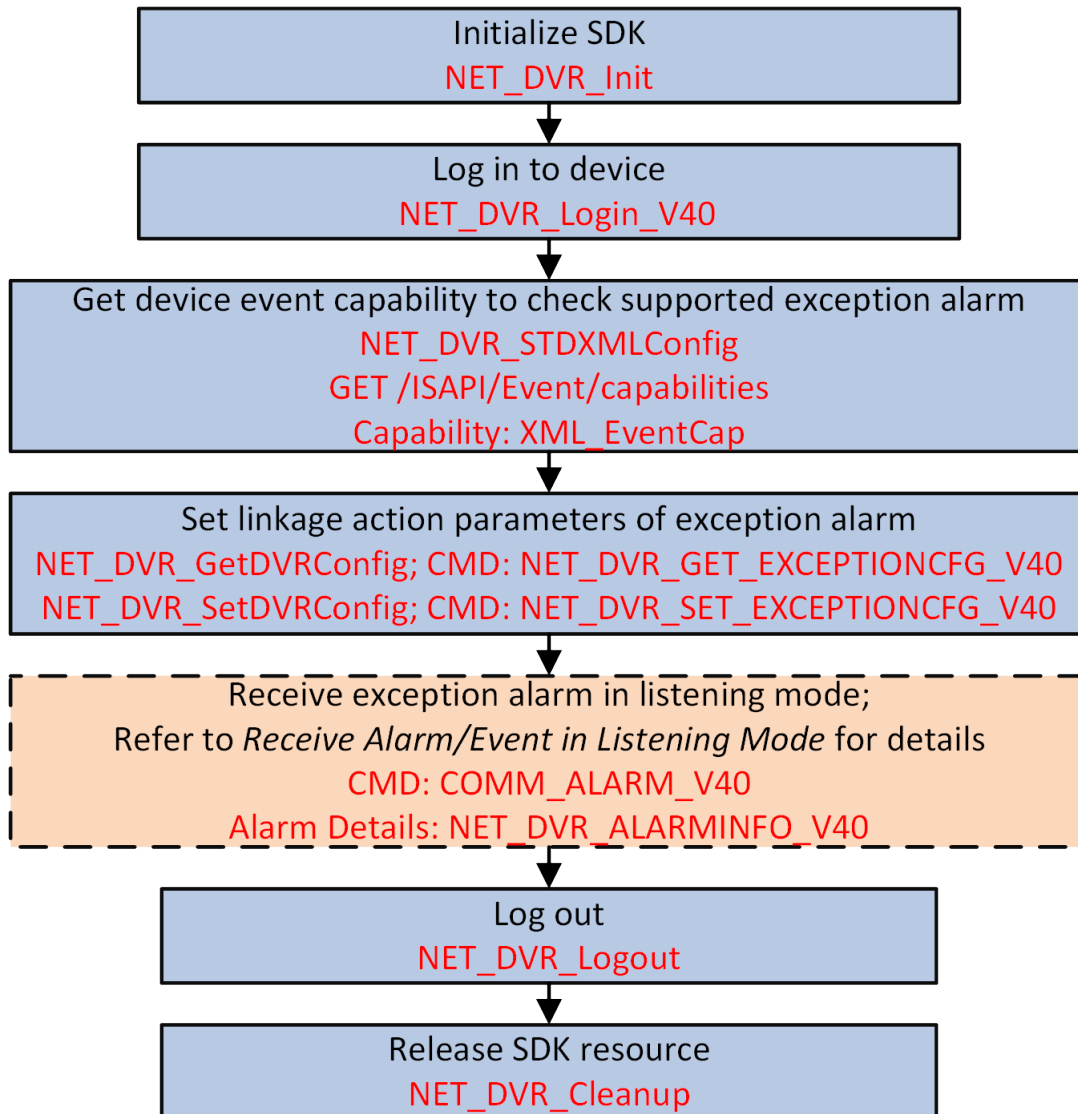 Initialize SDK
NET_DVR_Init
Log in to device
NET_DVR_Login_V40
Get device event capability to check supported exception alarm
NET_DVR_STDXMLConfig
GET /ISAPI/Event/capabilities
Capability: XML_EventCap
Set linkage action parameters of exception alarm
NET_DVR_GetDVRConfig; CMD: NET_DVR_GET_EXCEPTIONCFG_V40
NET_DVR_SetDVRConfig; CMD: NET_DVR_SET_EXCEPTIONCFG_V40
Receive exception alarm in listening mode;
Refer to Receive Alarm/Event in Listening Mode for details
CMD: COMM_ALARM_V40
Alarm Details: NET_DVR_ALARMINFO_V40
Log out
NET_DVR_Logout
Release SDK resource
NET_DVR_Cleanup